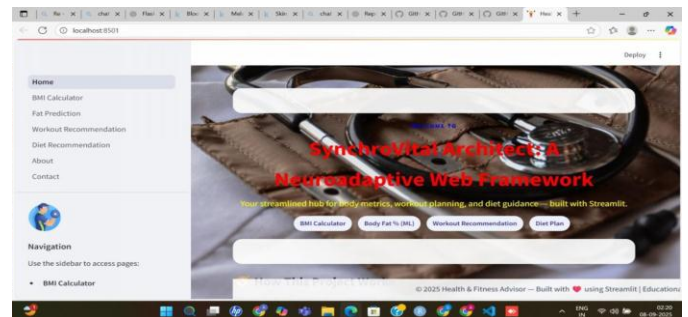 localhost:8501
Deploy
Home
BMI Calculator
Fat Prediction
Workout Recommendation
Diet Recommendation
About
Contact
Navigation
Use the sidebar to access pages:
BMI Calculator
WELCOME TO
SynchroVital Architect: A
Neuroadaptive Web Framework
Your streamlined hub for body metrics, workout planning, and diet guidance — built with Streamlit.
BMI Calculator Body Fat % (ML) Workout Recommendation Diet Plan
How This Project Works
© 2025 Health & Fitness Advisor — Built with ❤ using Streamlit | Educationa
ENG
IN
02:20
08-09-2025